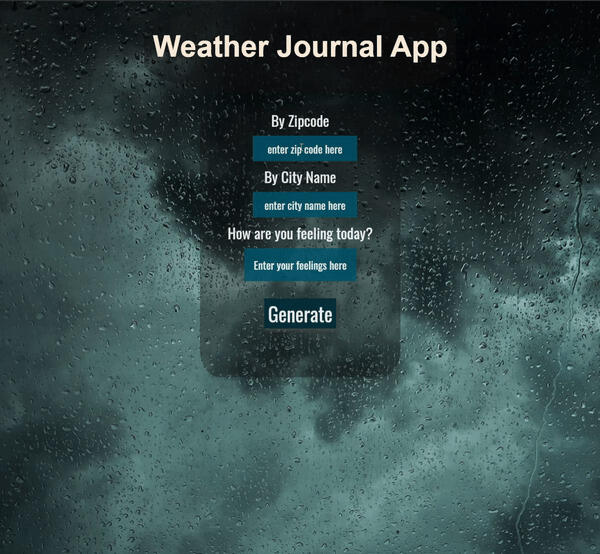 Weather Journal App
By Zipcode
enter zip code here
By City Name
enter city name here
How are you feeling today?
Enter your feelings here
Generate